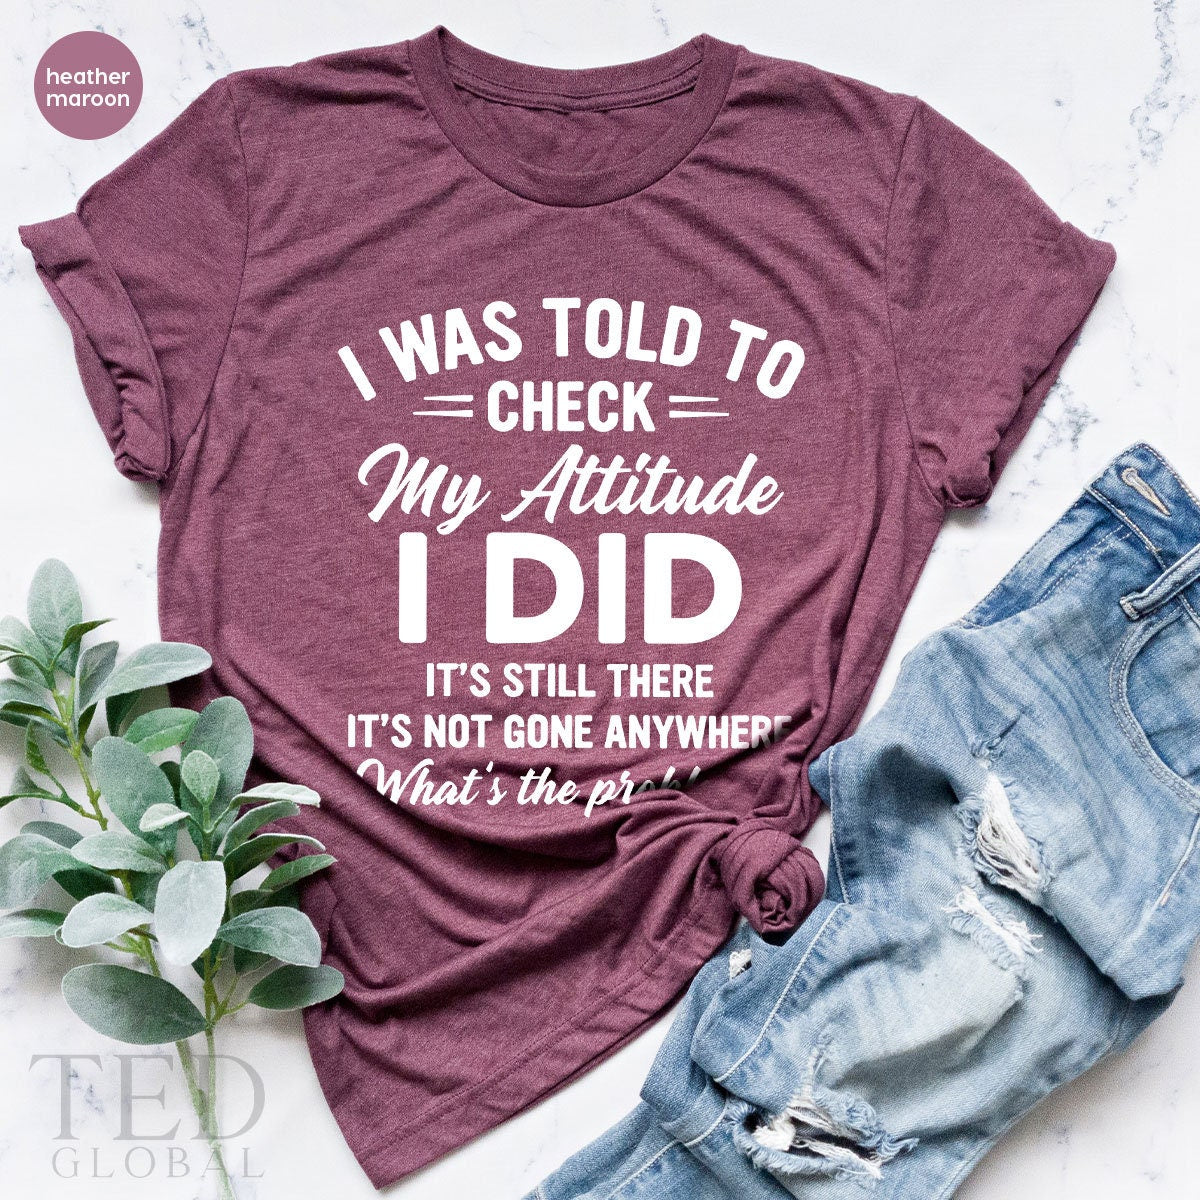 heather
maroon
I WAS TOLD TO
CHECK
My Attitude
I DID
IT'S STILL THERE
IT'S NOT GONE ANYWHERE
What's the
TED
GLOBAL